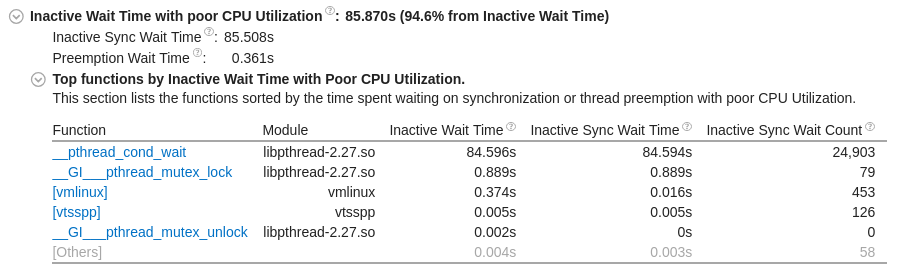 Inactive Wait Time with poor CPU Utilization ?: 85.870s (94.6% from Inactive Wait Time)
Inactive Sync Wait Time ?: 85.508s
Preemption Wait Time ?: 0.361s
Top functions by Inactive Wait Time with Poor CPU Utilization.
This section lists the functions sorted by the time spent waiting on synchronization or thread preemption with poor CPU Utilization.
Function Module Inactive Wait Time ? Inactive Sync Wait Time ? Inactive Sync Wait Count ?
__pthread_cond_wait libpthread-2.27.so 84.596s 84.594s 24,903
__GI___pthread_mutex_lock libpthread-2.27.so 0.889s 0.889s 79
[vmlinux] vmlinux 0.374s 0.016s 453
[vtsspp] vtsspp 0.005s 0.005s 126
__GI___pthread_mutex_unlock libpthread-2.27.so 0.002s 0s 0
[Others] 0.004s 0.003s 58